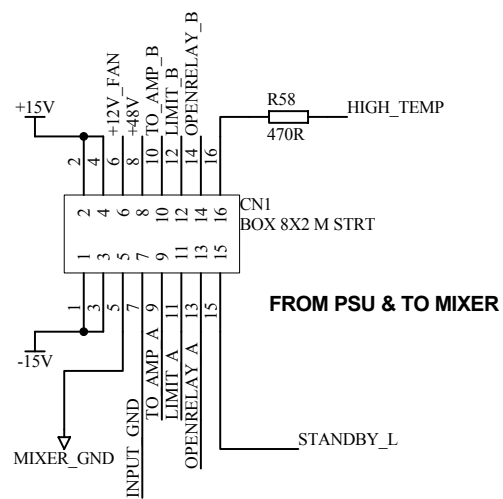 +15V
+12V_FAN
+48V
TO_AMP_B
LIMIT_B
OPENRELAY_B
R58
470R
HIGH_TEMP
2
4
6
8
10
12
14
16
CN1
BOX 8X2 M STRT
2
4
6
8
10
12
14
16
1
3
5
7
9
11
13
15
1
3
5
7
9
11
13
15
FROM PSU & TO MIXER
-15V
MIXER_GND
INPUT_GND
TO_AMP_A
LIMIT_A
OPENRELAY_A
STANDBY_L